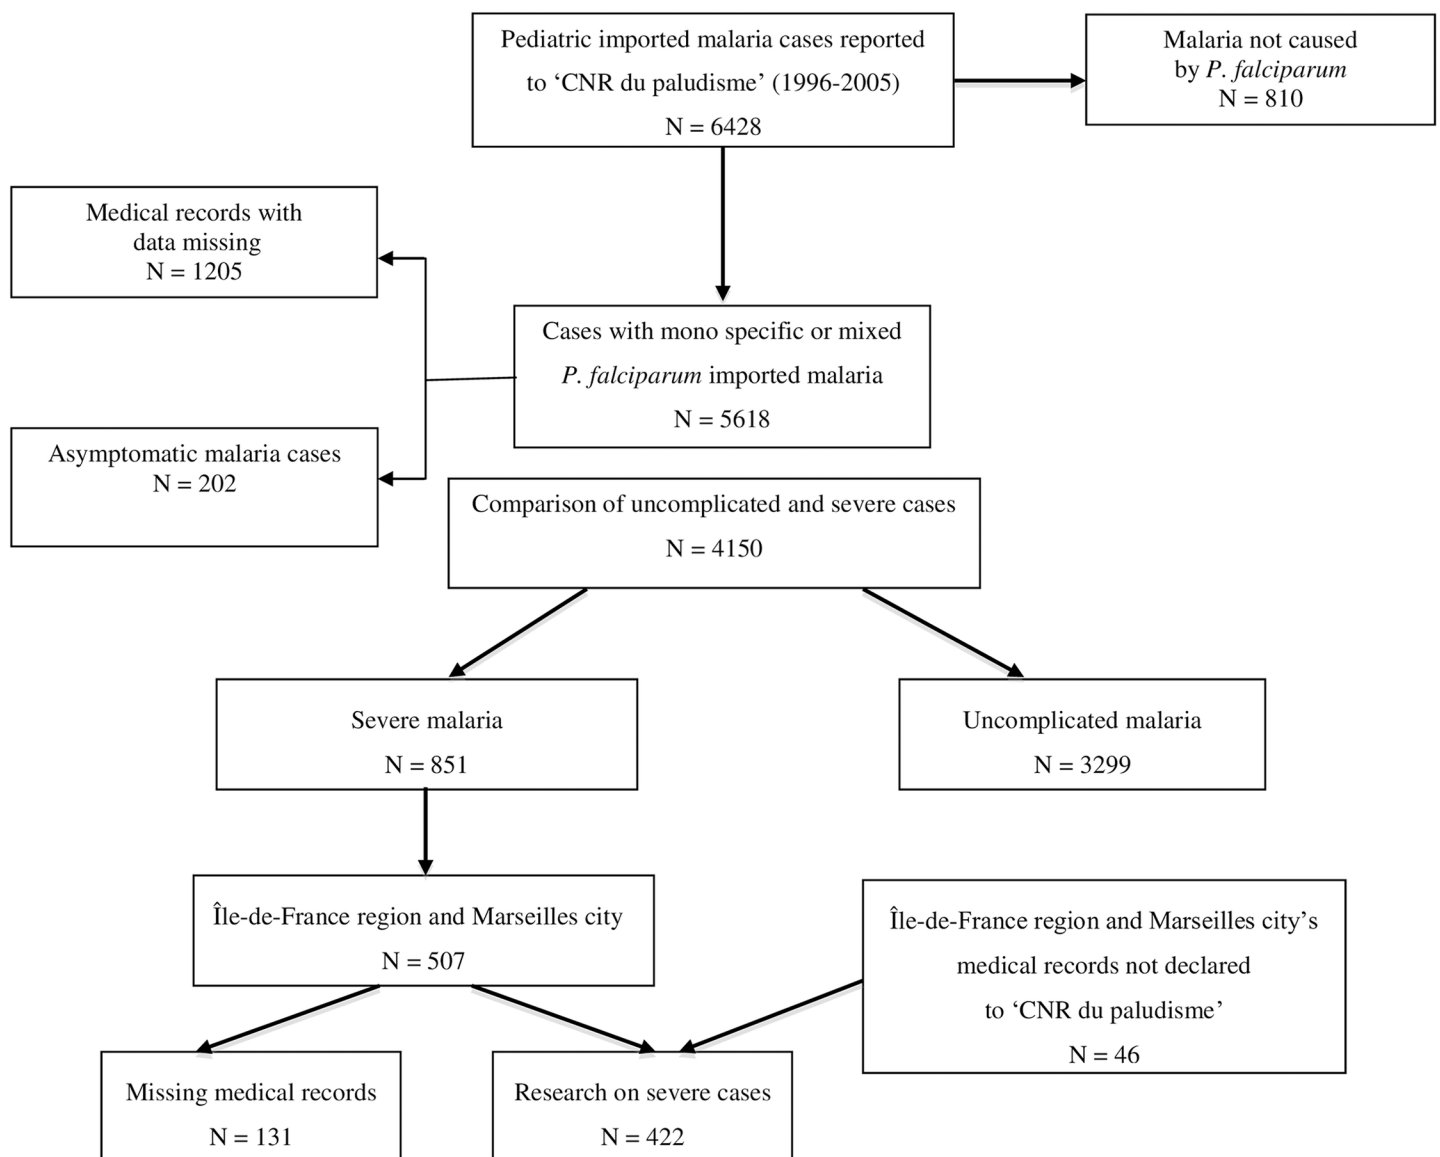 Pediatric imported malaria cases reported
to ‘CNR du paludisme’ (1996-2005)
N = 6428
Malaria not caused
by P. falciparum
N = 810
Medical records with
data missing
N = 1205
Cases with mono specific or mixed
P. falciparum imported malaria
N = 5618
Asymptomatic malaria cases
N = 202
Comparison of uncomplicated and severe cases
N = 4150
Severe malaria
N = 851
Uncomplicated malaria
N = 3299
Île-de-France region and Marseilles city
N = 507
Île-de-France region and Marseilles city’s
medical records not declared
to ‘CNR du paludisme’
N = 46
Missing medical records
N = 131
Research on severe cases
N = 422